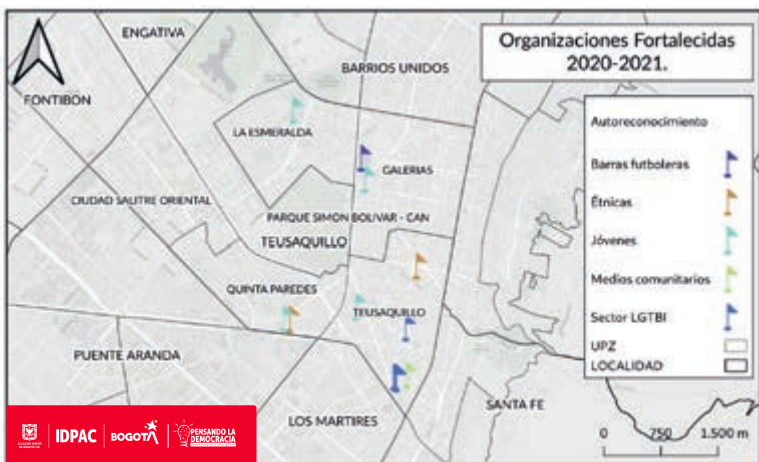 Organizaciones Fortalecidas
2020-2021.
ENGATIVA
BARRIOS UNIDOS
FONTIBON
LA ESMERALDA
GALERIAS
CIUDAD SALITRE ORIENTAL
PARQUE SIMON BOLIVAR - CAN
TEUSAQUILLO
QUINTA PAREDES
TEUSAQUILLO
PUENTE ARANDA
LOS MARTIRES
SANTA FE
Autoreconocimiento
Barras futboleras
Étnicas
Jóvenes
Medios comunitarios
Sector LGTBI
UPZ
LOCALIDAD
0 750 1.500 m
IDPAC
BOGOTÁ
PENSANDO LA
DEMOCRACIA